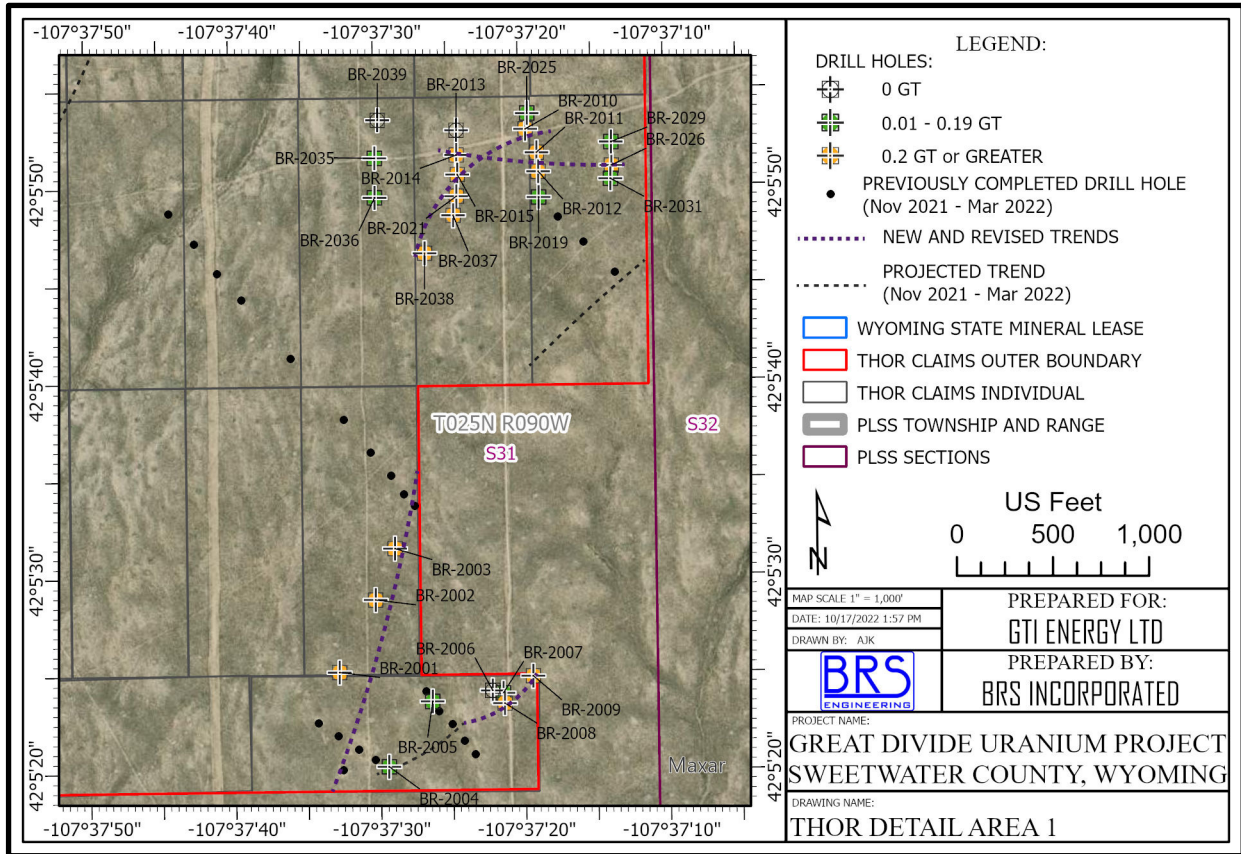 -107°37'50"
-107°37'40"
-107°37'30"
-107°37'20"
-107°37'10"
42°5'50"
42°5'40"
42°5'30"
42°5'20"
BR-2039
BR-2013
BR-2025
BR-2010
BR-2011
BR-2029
BR-2026
BR-2035
BR-2014
BR-2036
BR-2021
BR-2015
BR-2012
BR-2031
BR-2019
BR-2037
BR-2038
T025N R090W
S31
S32
BR-2003
BR-2002
BR-2001
BR-2006
BR-2007
BR-2009
BR-2008
BR-2005
BR-2004
Maxar
42°5'50"
42°5'40"
42°5'30"
42°5'20"
-107°37'50"
-107°37'40"
-107°37'30"
-107°37'20"
-107°37'10"
LEGEND:
DRILL HOLES:
0 GT
0.01 - 0.19 GT
0.2 GT or GREATER
PREVIOUSLY COMPLETED DRILL HOLE
(Nov 2021 - Mar 2022)
NEW AND REVISED TRENDS
PROJECTED TREND
(Nov 2021 - Mar 2022)
WYOMING STATE MINERAL LEASE
THOR CLAIMS OUTER BOUNDARY
THOR CLAIMS INDIVIDUAL
PLSS TOWNSHIP AND RANGE
PLSS SECTIONS
N
US Feet
0 500 1,000
MAP SCALE 1" = 1,000'
DATE: 10/17/2022 1:57 PM
DRAWN BY: AJK
PREPARED FOR:
GTI ENERGY LTD
BRS
ENGINEERING
PREPARED BY:
BRS INCORPORATED
PROJECT NAME:
GREAT DIVIDE URANIUM PROJECT
SWEETWATER COUNTY, WYOMING
DRAWING NAME:
THOR DETAIL AREA 1